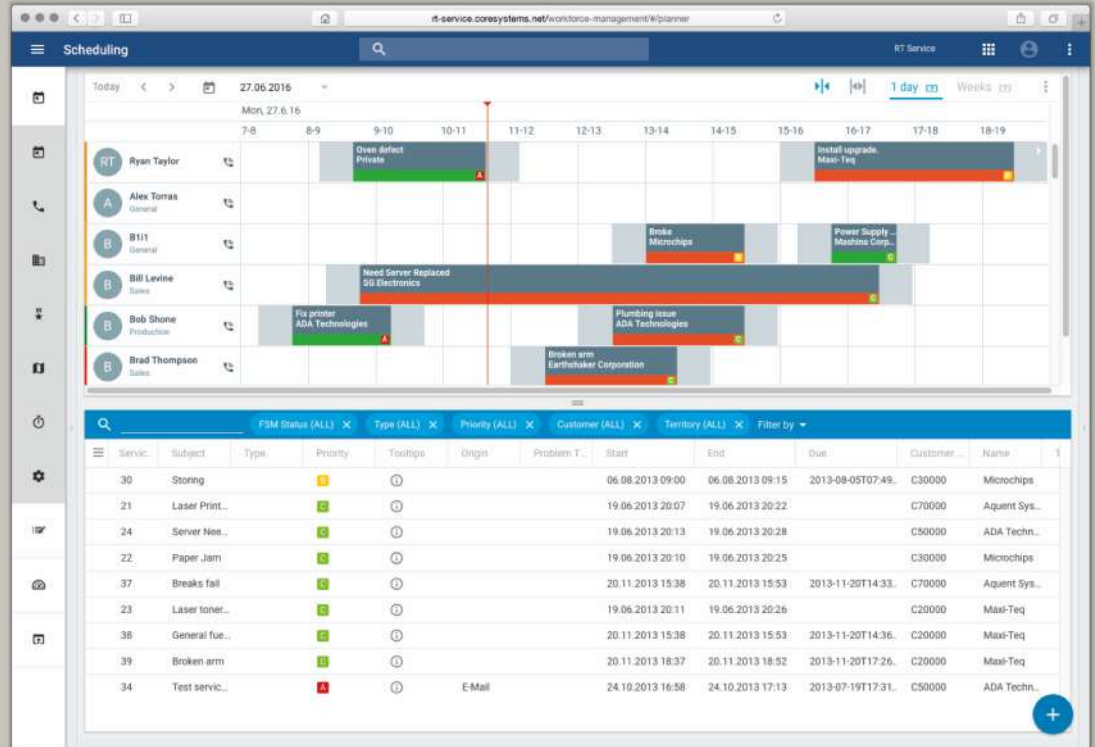 rt-service.coresystems.net/workforce-management/#/planner
Scheduling
RT Service
Today
27.06.2016
1 day
Weeks
Mon, 27.6.16
7-8 8-9 9-10 10-11 11-12 12-13 13-14 14-15 15-16 16-17 17-18 18-19
RT
Ryan Taylor
Oven defect
Private
A
Install upgrade.
Maxi-Teq
B
A
Alex Torras
General
B
B1i1
General
Broke
Microchips
B
Power Supply ...
Mashina Corp...
C
B
Bill Levine
Sales
Need Server Replaced
SG Electronics
C
B
Bob Shone
Production
Fix printer
ADA Technologies
A
Plumbing issue
ADA Technologies
C
B
Brad Thompson
Sales
Broken arm
Earthshaker Corporation
C
FSM Status (ALL) X Type (ALL) X Priority (ALL) X Customer (ALL) X Territory (ALL) X Filter by
Servic... Subject Type Priority Tooltips Origin Problem T... Start End Due Customer ... Name T
30 Storing B 06.08.2013 09:00 06.08.2013 09:15 2013-08-05T07:49... C30000 Microchips
21 Laser Print... C 19.06.2013 20:07 19.06.2013 20:22 C70000 Aquent Sys...
24 Server Nee... C 19.06.2013 20:13 19.06.2013 20:28 C50000 ADA Techn...
22 Paper Jam C 19.06.2013 20:10 19.06.2013 20:25 C30000 Microchips
37 Breaks fail C 20.11.2013 15:38 20.11.2013 15:53 2013-11-20T14:33... C70000 Aquent Sys...
23 Laser toner... C 19.06.2013 20:11 19.06.2013 20:26 C20000 Maxi-Teq
38 General fue... C 20.11.2013 15:38 20.11.2013 15:53 2013-11-20T14:36... C20000 Maxi-Teq
39 Broken arm C 20.11.2013 18:37 20.11.2013 18:52 2013-11-20T17:26... C20000 Maxi-Teq
34 Test servic... A E-Mail 24.10.2013 16:58 24.10.2013 17:13 2013-07-19T17:31... C50000 ADA Techn...